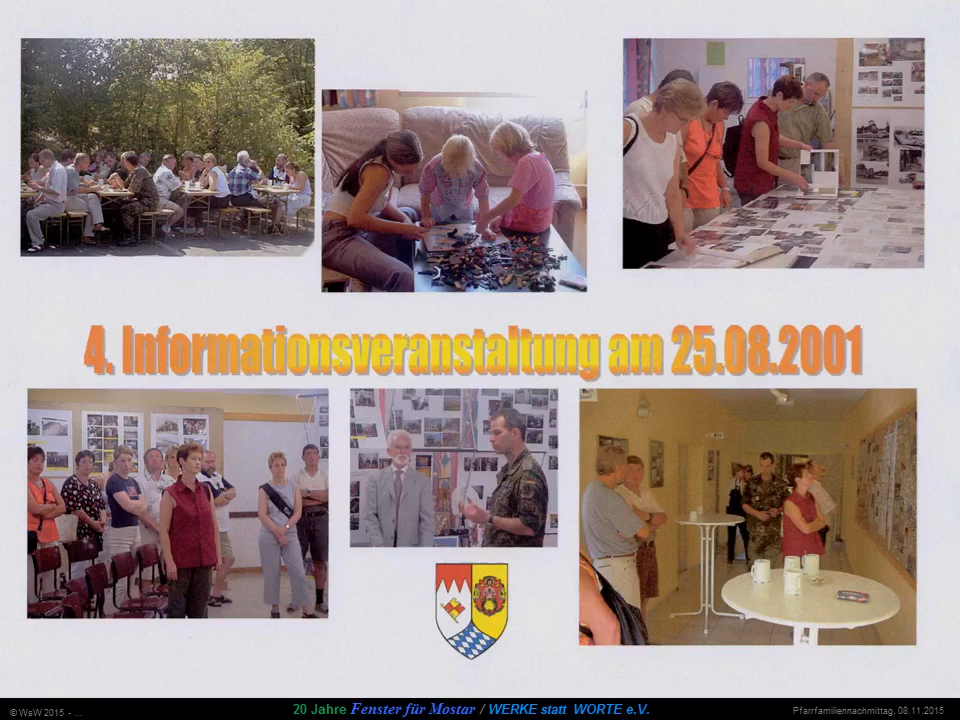 4. Informationsveranstaltung am 25.08.2001
© WsW 2015 - ...
20 Jahre Fenster für Mostar / WERKE statt WORTE e.V.
Pfarrfamiliennachmittag, 08.11.2015